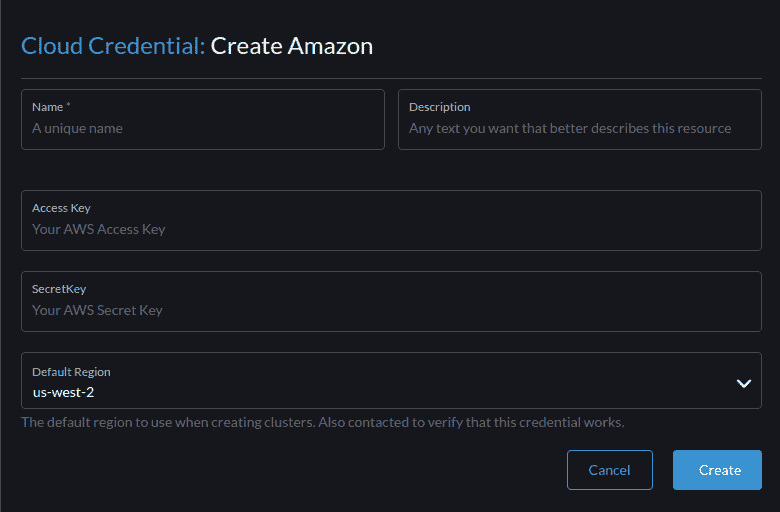 Cloud Credential: Create Amazon
Name *
A unique name
Description
Any text you want that better describes this resource
Access Key
Your AWS Access Key
SecretKey
Your AWS Secret Key
Default Region
us-west-2
The default region to use when creating clusters. Also contacted to verify that this credential works.
Cancel
Create